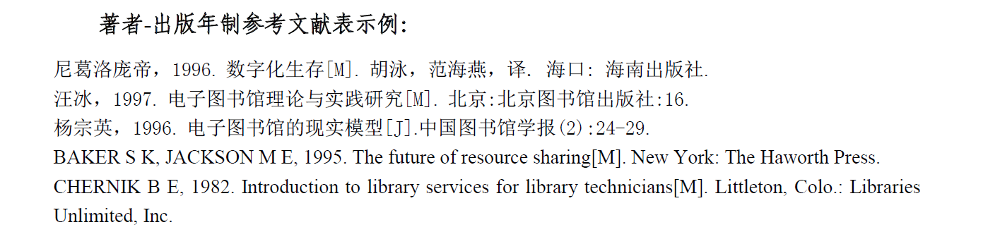 著者-出版年制参考文献表示例：
尼葛洛庞帝，1996. 数字化生存[M]. 胡泳，范海燕，译. 海口: 海南出版社.
汪冰，1997. 电子图书馆理论与实践研究[M]. 北京:北京图书馆出版社:16.
杨宗英，1996. 电子图书馆的现实模型[J].中国图书馆学报(2):24-29.
BAKER S K, JACKSON M E, 1995. The future of resource sharing[M]. New York: The Haworth Press.
CHERNIK B E, 1982. Introduction to library services for library technicians[M]. Littleton, Colo.: Libraries
Unlimited, Inc.